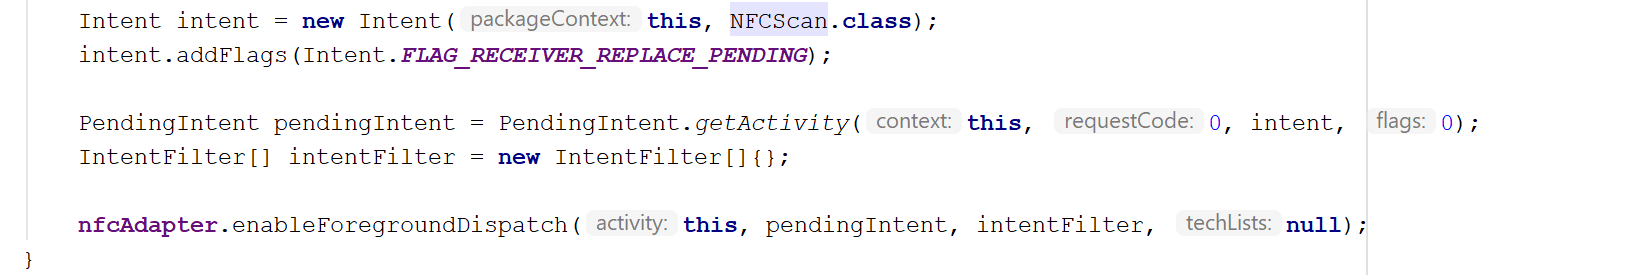 Intent intent = new Intent( packageContext: this, NFCScan.class);
intent.addFlags(Intent.FLAG_RECEIVER_REPLACE_PENDING);
PendingIntent pendingIntent = PendingIntent.getActivity( context: this, requestCode: 0, intent, flags: 0);
IntentFilter[] intentFilter = new IntentFilter[]{};
nfcAdapter.enableForegroundDispatch( activity: this, pendingIntent, intentFilter, techLists: null);
}